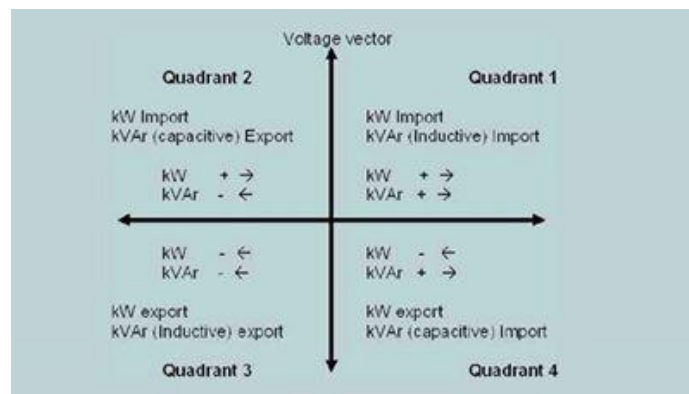 Voltage vector
Quadrant 2
Quadrant 1
kW Import
kVAr (capacitive) Export
kW Import
kVAr (Inductive) Import
kW + →
kVAr - ←
kW + →
kVAr + →
kW - ←
kVAr - ←
kW - ←
kVAr + →
kW export
kVAr (Inductive) export
kW export
kVAr (capacitive) Import
Quadrant 3
Quadrant 4